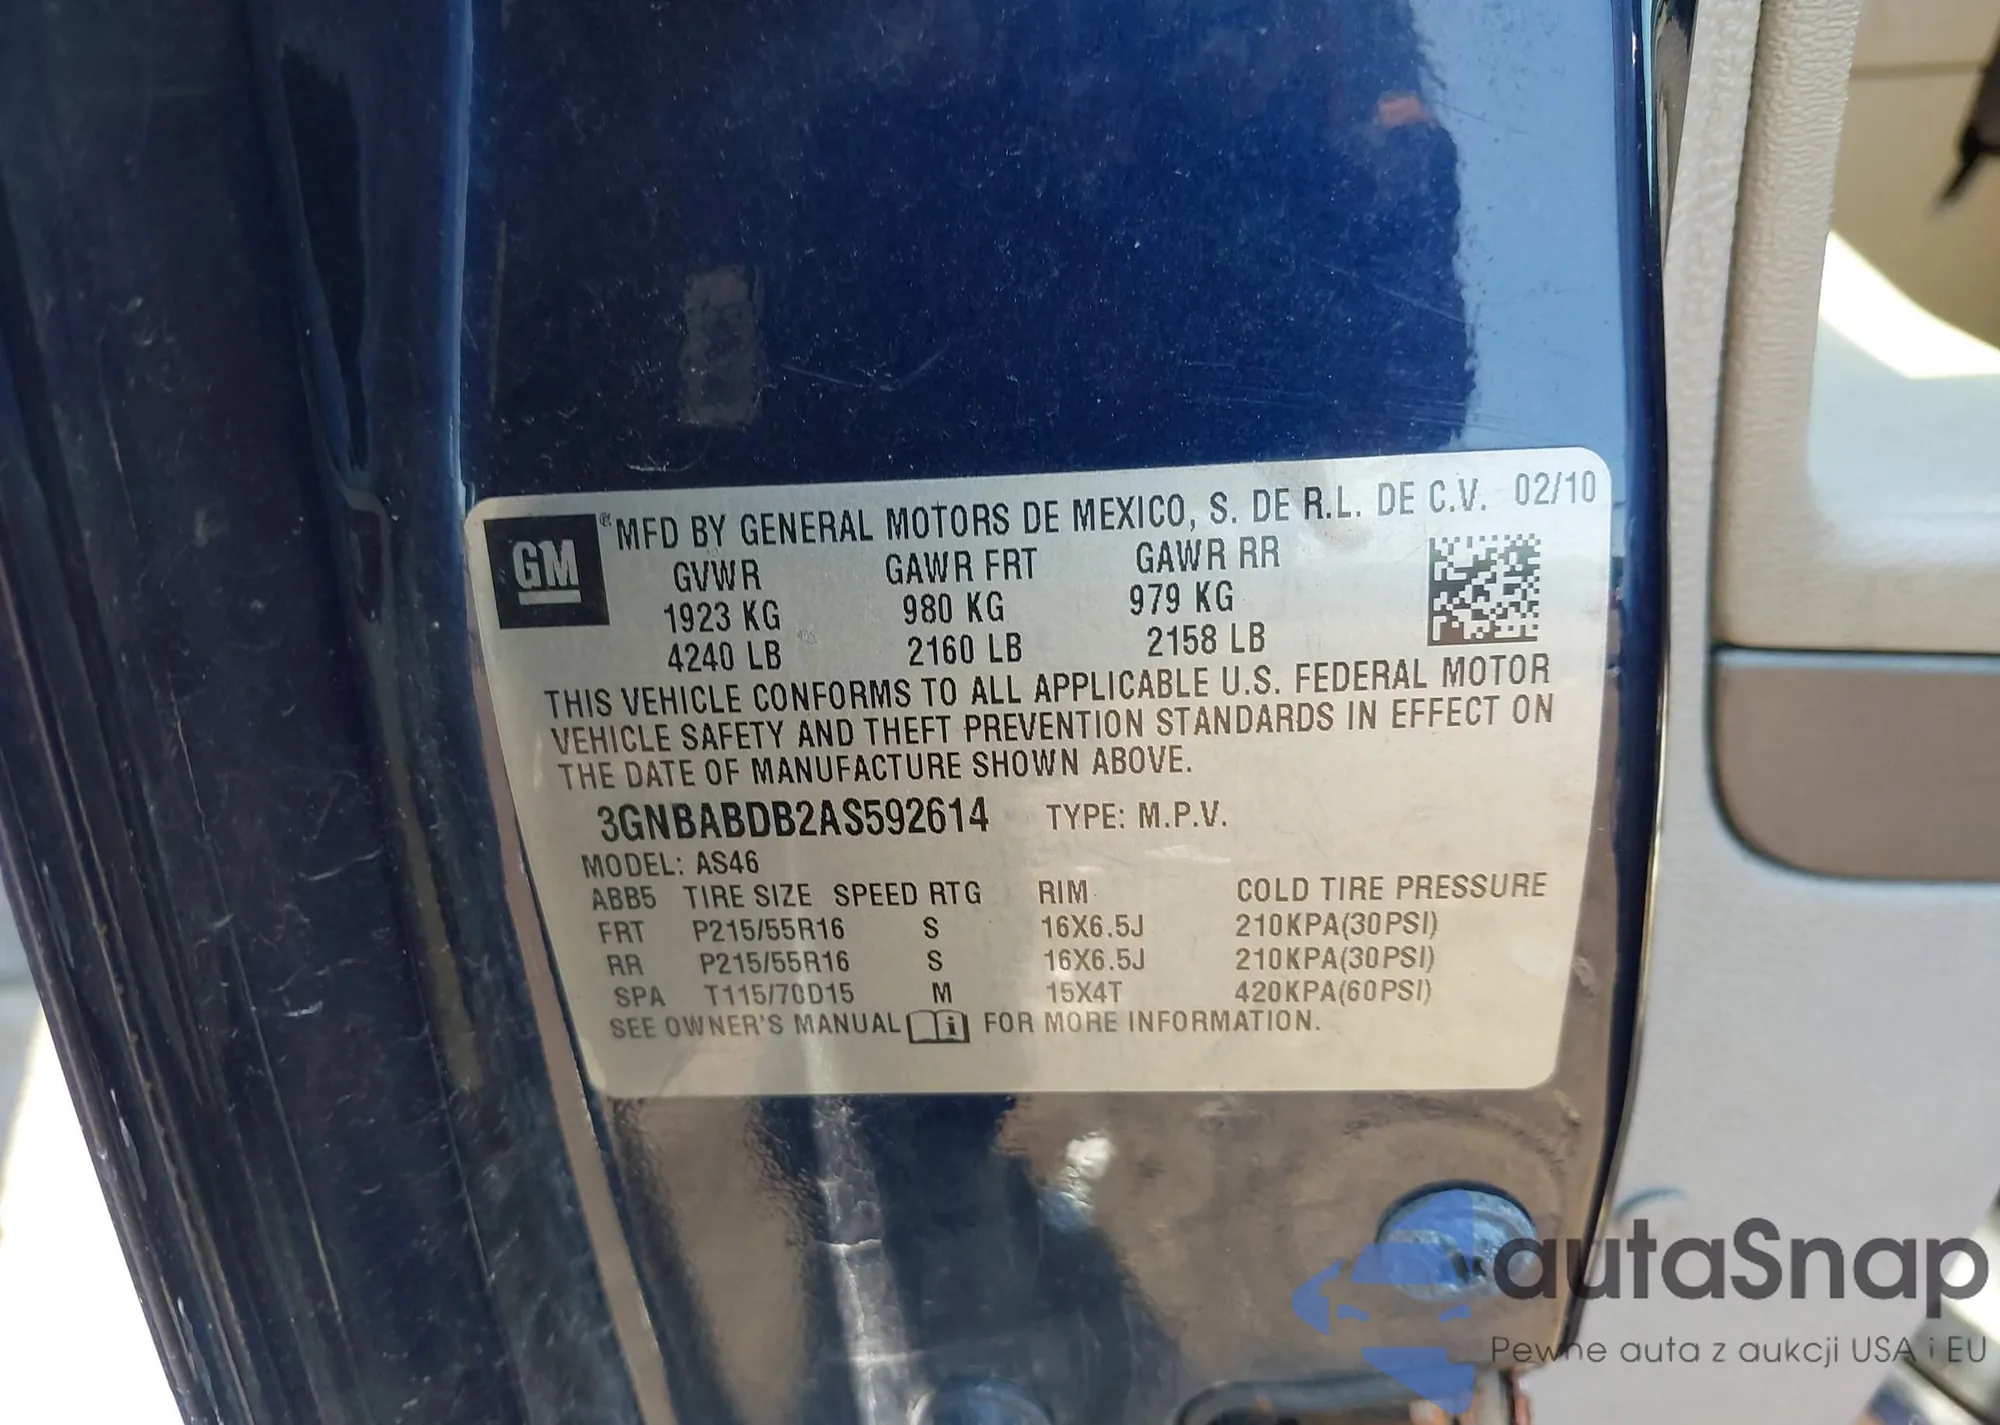 GM
® MFD BY GENERAL MOTORS DE MEXICO, S. DE R.L. DE C.V. 02/10
GVWR GAWR FRT GAWR RR
1923 KG 980 KG 979 KG
4240 LB 2160 LB 2158 LB
THIS VEHICLE CONFORMS TO ALL APPLICABLE U.S. FEDERAL MOTOR
VEHICLE SAFETY AND THEFT PREVENTION STANDARDS IN EFFECT ON
THE DATE OF MANUFACTURE SHOWN ABOVE.
3GNBABDB2AS592614 TYPE: M.P.V.
MODEL: AS46
ABB5 TIRE SIZE SPEED RTG RIM COLD TIRE PRESSURE
FRT P215/55R16 S 16X6.5J 210KPA(30PSI)
RR P215/55R16 S 16X6.5J 210KPA(30PSI)
SPA T115/70D15 M 15X4T 420KPA(60PSI)
SEE OWNER'S MANUAL i FOR MORE INFORMATION.
autaSnap
Pewne auta z aukcji USA i EU